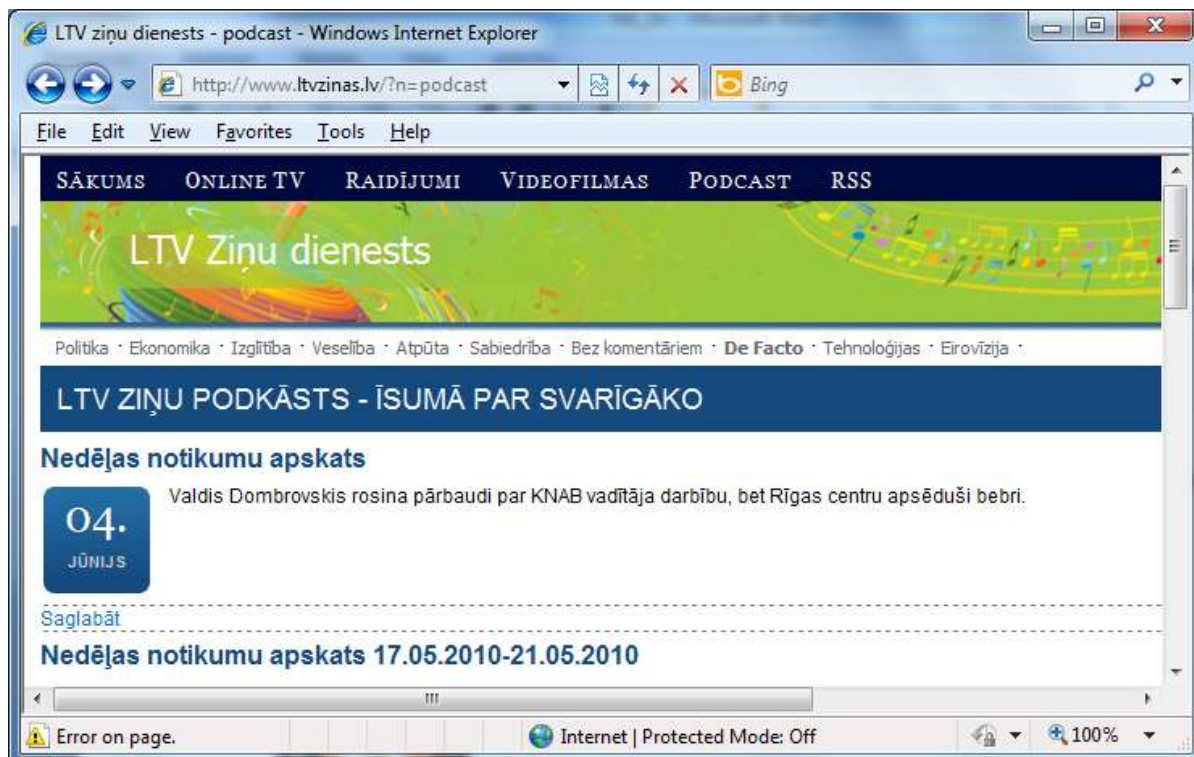 LTV ziņu dienests - podcast - Windows Internet Explorer
http://www.ltvzinas.lv/?n=podcast
Bing
File Edit View Favorites Tools Help
SĀKUMS ONLINE TV RAIDĪJUMI VIDEOFILMAS PODCAST RSS
LTV Ziņu dienests
Politika · Ekonomika · Izglītība · Veselība · Atpūta · Sabiedrība · Bez komentāriem · De Facto · Tehnoloģijas · Eirovīzija ·
LTV ZIŅU PODKĀSTS - ĪSUMĀ PAR SVARĪGĀKO
Nedēļas notikumu apskats
04.
JŪNIJS
Valdis Dombrovskis rosina pārbaudi par KNAB vadītāja darbību, bet Rīgas centru apsēduši bebri.
Saglabāt
Nedēļas notikumu apskats 17.05.2010-21.05.2010
Error on page.
Internet | Protected Mode: Off
100%